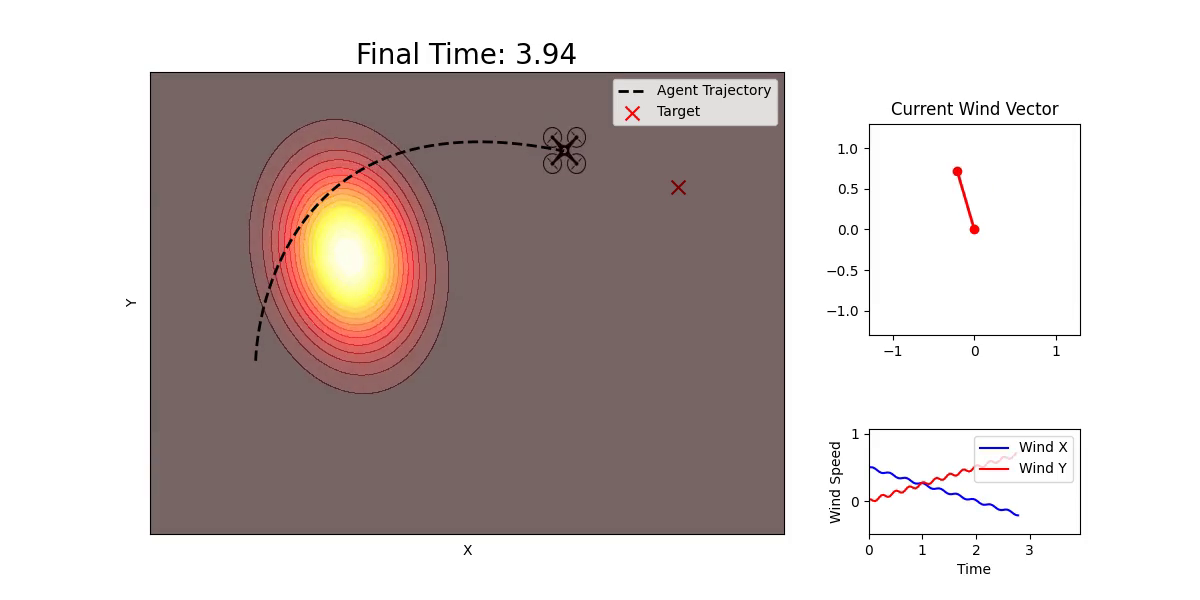 Final Time: 3.94
Agent Trajectory
Target
Y
X
Current Wind Vector
1.0
0.5
0.0
−0.5
−1.0
−1
0
1
Wind Speed
1
0
Wind X
Wind Y
0
1
2
3
Time